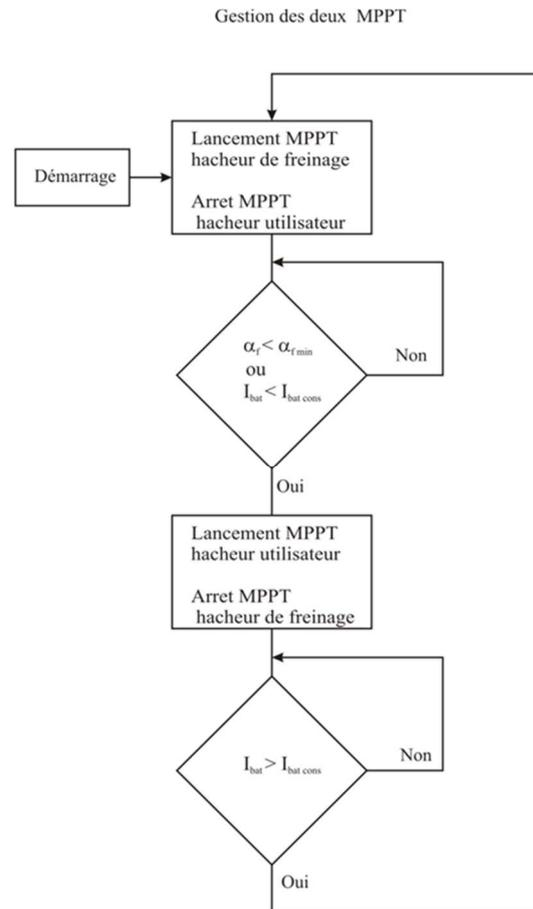 Gestion des deux MPPT
Démarrage
Lancement MPPT
hacheur de freinage
Arret MPPT
hacheur utilisateur
α_f < α_f min
ou
I_bat < I_bat cons
Non
Oui
Lancement MPPT
hacheur utilisateur
Arret MPPT
hacheur de freinage
I_bat > I_bat cons
Non
Oui